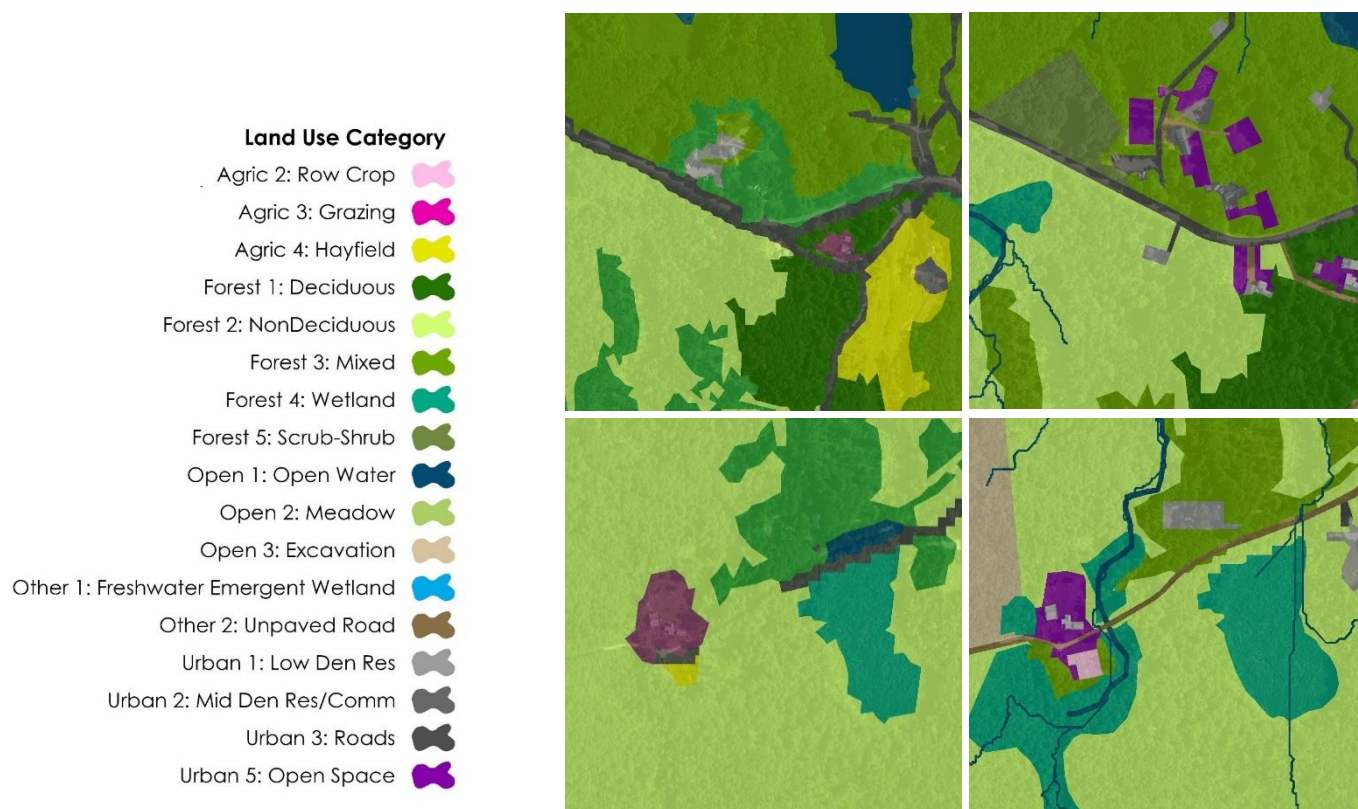 Land Use Category
Agric 2: Row Crop
Agric 3: Grazing
Agric 4: Hayfield
Forest 1: Deciduous
Forest 2: NonDeciduous
Forest 3: Mixed
Forest 4: Wetland
Forest 5: Scrub-Shrub
Open 1: Open Water
Open 2: Meadow
Open 3: Excavation
Other 1: Freshwater Emergent Wetland
Other 2: Unpaved Road
Urban 1: Low Den Res
Urban 2: Mid Den Res/Comm
Urban 3: Roads
Urban 5: Open Space